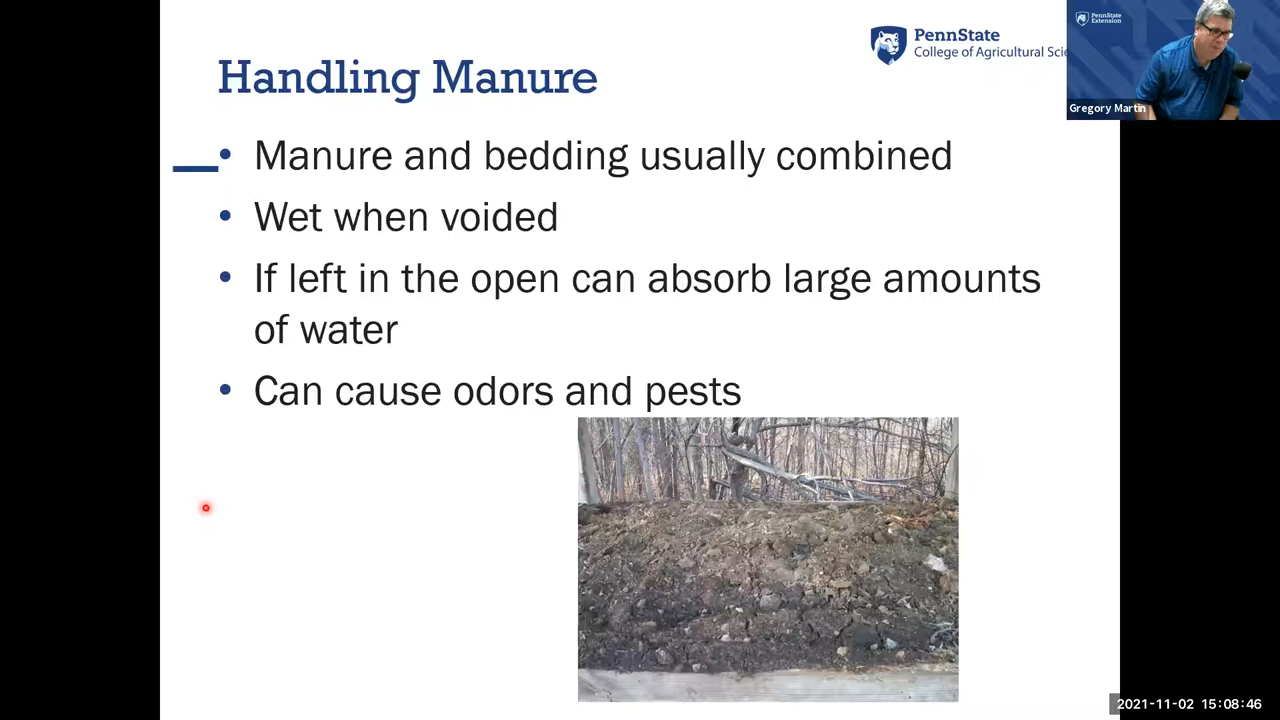 PennState
College of Agricultural Scie
PennState
Extension
Gregory Martin
Handling Manure
• Manure and bedding usually combined
• Wet when voided
• If left in the open can absorb large amounts
of water
• Can cause odors and pests
2021-11-02 15:08:46